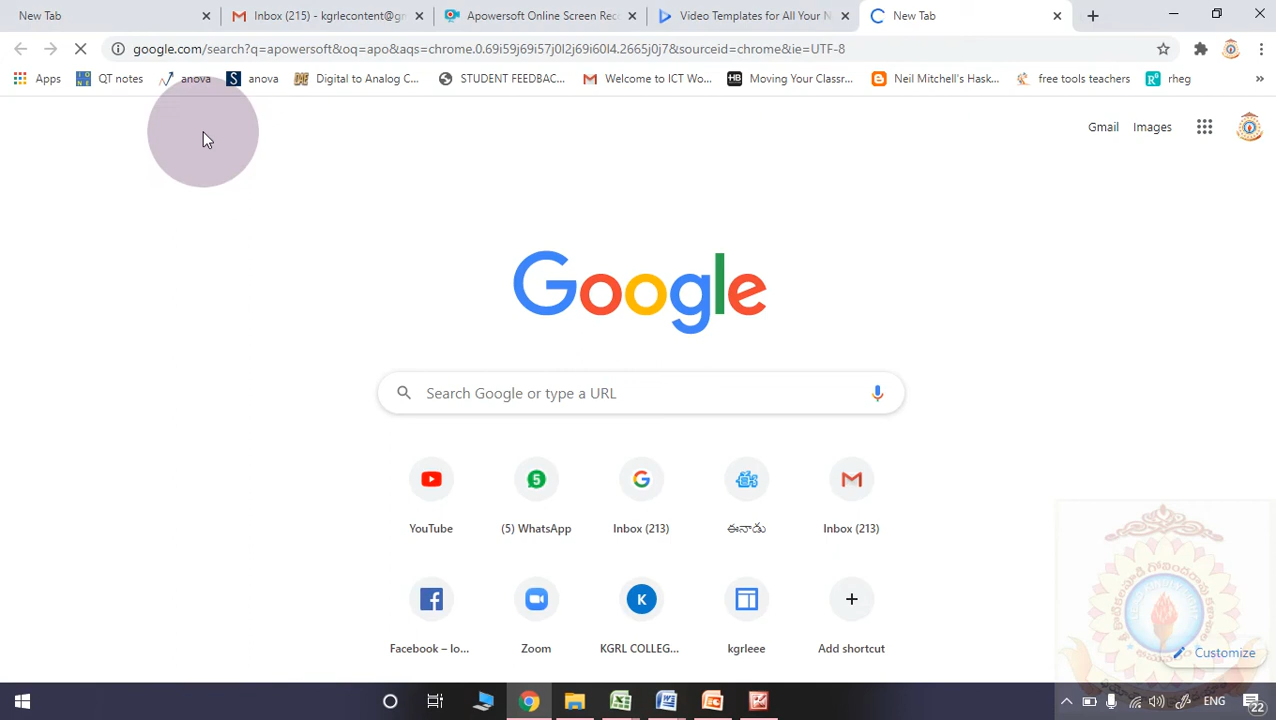 New Tab
Inbox (215) - kgrlecontent@gm
Apowersoft Online Screen Rec
Video Templates for All Your N
New Tab
google.com/search?q=apowersoft&oq=apo&aqs=chrome.0.69i59j69i57j0l2j69i60l4.2665j0j7&sourceid=chrome&ie=UTF-8
Apps
QT notes
anova
S anova
Digital to Analog C...
STUDENT FEEDBAC...
Welcome to ICT Wo...
HB Moving Your Classr...
Neil Mitchell's Hask...
free tools teachers
rheg
»
Gmail Images
Google
Search Google or type a URL
YouTube
(5) WhatsApp
Inbox (213)
ఈనాడు
Inbox (213)
Facebook – lo...
Zoom
KGRL COLLEG...
kgrleee
Add shortcut
Customize
ENG
22